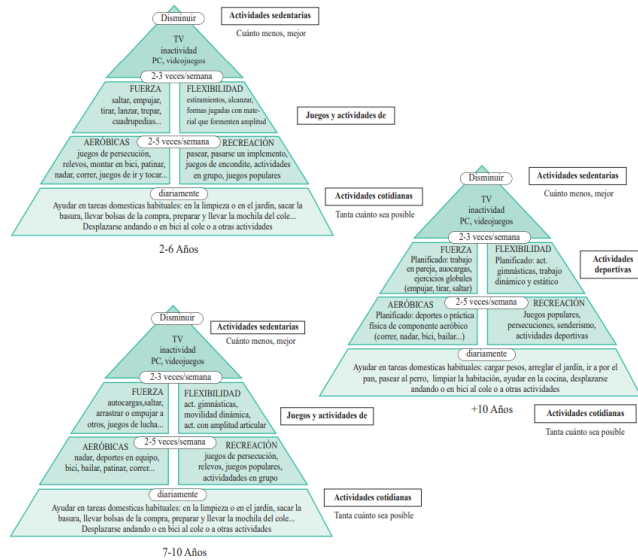 Disminuir
Actividades sedentarias
Cuánto menos, mejor
TV
inactividad
PC, videojuegos
2-3 veces/semana
FUERZA
saltar, empujar,
tirar, lanzar, trepar,
cuadrupedias...
FLEXIBILIDAD
estiramientos, alcanzar,
formas jugadas con mate-
rial que formenten amplitud
Juegos y actividades de
2-5 veces/semana
AERÓBICAS
juegos de persecución,
relevos, montar en bici, patinar,
nadar, correr, juegos de ir y tocar...
RECREACIÓN
pasear, pasarse un implemento,
juegos de encondite, actividades
en grupo, juegos populares
diariamente
Actividades cotidianas
Tanta cuánto sea posible
Ayudar en tareas domesticas habituales: en la limpieza o en el jardín, sacar la
basura, llevar bolsas de la compra, preparar y llevar la mochila del cole...
Desplazarse andando o en bici al cole o a otras actividades
2-6 Años
Disminuir
Actividades sedentarias
Cuánto menos, mejor
TV
inactividad
PC, videojuegos
2-3 veces/semana
FUERZA
Planificado: trabajo
en pareja, auocargas,
ejercicios globales
(empujar, tirar, saltar)
FLEXIBILIDAD
Planificado: act.
gimnásticas, trabajo
dinámico y estático
Actividades
deportivas
2-5 veces/semana
AERÓBICAS
Planificado: deportes o práctica
física de componente aeróbico
(correr, nadar, bici, bailar...)
RECREACIÓN
Juegos populares,
persecuciones, senderismo,
actividades deportivas
diariamente
Ayudar en tareas domesticas habituales: cargar pesos, arreglar el jardín, ir a por el
pan, pasear al perro, limpiar la habitación, ayudar en la cocina, desplazarse
andando o en bici al cole o a otras actividades
+10 Años
Actividades cotidianas
Tanta cuánto sea posible
Disminuir
Actividades sedentarias
Cuánto menos, mejor
TV
inactividad
PC, videojuegos
2-3 veces/semana
FUERZA
autocargas,saltar,
arrastrar o empujar a
otros, juegos de lucha...
FLEXIBILIDAD
act. gimnásticas,
movilidad dinámica,
act. con amplitud articular
Juegos y actividades de
2-5 veces/semana
AERÓBICAS
nadar, deportes en equipo,
bici, bailar, patinar, correr...
RECREACIÓN
juegos de persecución,
relevos, juegos populares,
actividadades en grupo
diariamente
Actividades cotidianas
Tanta cuánto sea posible
Ayudar en tareas domesticas habituales: en la limpieza o en el jardín, sacar la
basura, llevar bolsas de la compra, preparar y llevar la mochila del cole...
Desplazarse andando o en bici al cole o a otras actividades
7-10 Años